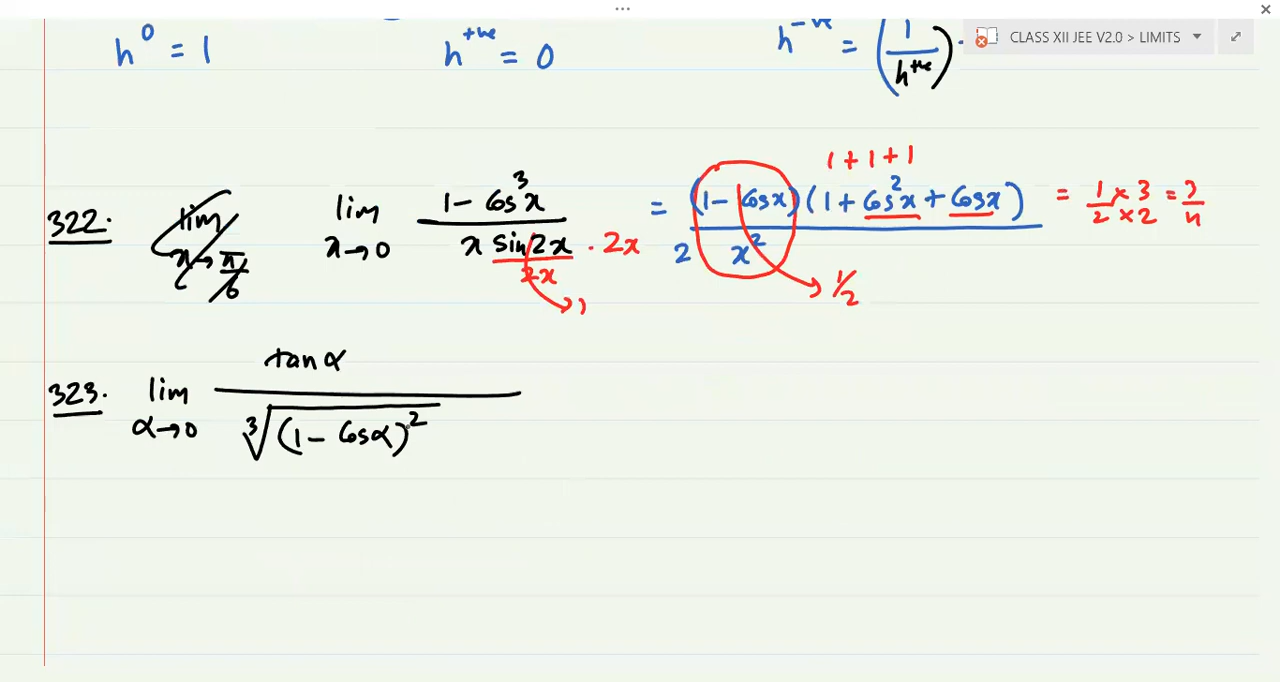 ...
h⁰ = 1 h⁺ᵛᵉ = 0 h⁻ᵛᵉ = (1/h⁺ᵛᵉ) ·
CLASS XII JEE V2.0 > LIMITS
322. lim x→π/6 lim x→0 (1 - Cos³x)/(x Sin2x/2x · 2x) = (1 - Cosx)(1 + Cos²x + Cosx)/(2 x²) = 1/2 × 3/2 = 3/4
1 + 1 + 1
1/2
323. lim α→0 tanα/∛(1 - Cosα)²